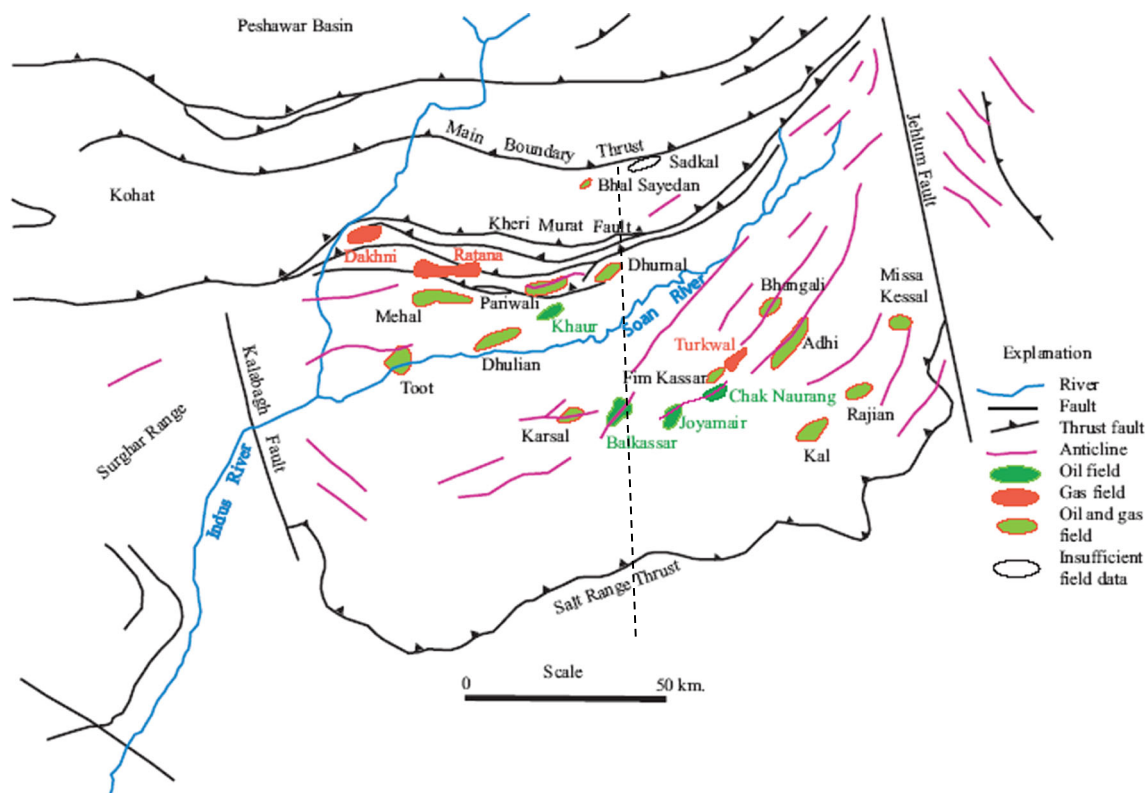 Peshawar Basin
Main Boundary Thrust
Sadkal
Bhal Sayedan
Kohat
Kheri Murat Fault
Jehlum Fault
Dakhni
Ratana
Dhurnal
Pariwali
Mehal
Khaur
Soan River
Bhangali
Missa
Kessal
Turkwal
Adhi
Dhulian
Toot
Fim Kassar
Chak Naurang
Kalabagh Fault
Karsal
Balkassar
Joyamair
Rajian
Kal
Surghar Range
Indus River
Salt Range Thrust
Explanation
River
Fault
Thrust fault
Anticline
Oil field
Gas field
Oil and gas
field
Insufficient
field data
Scale
0 50 km.